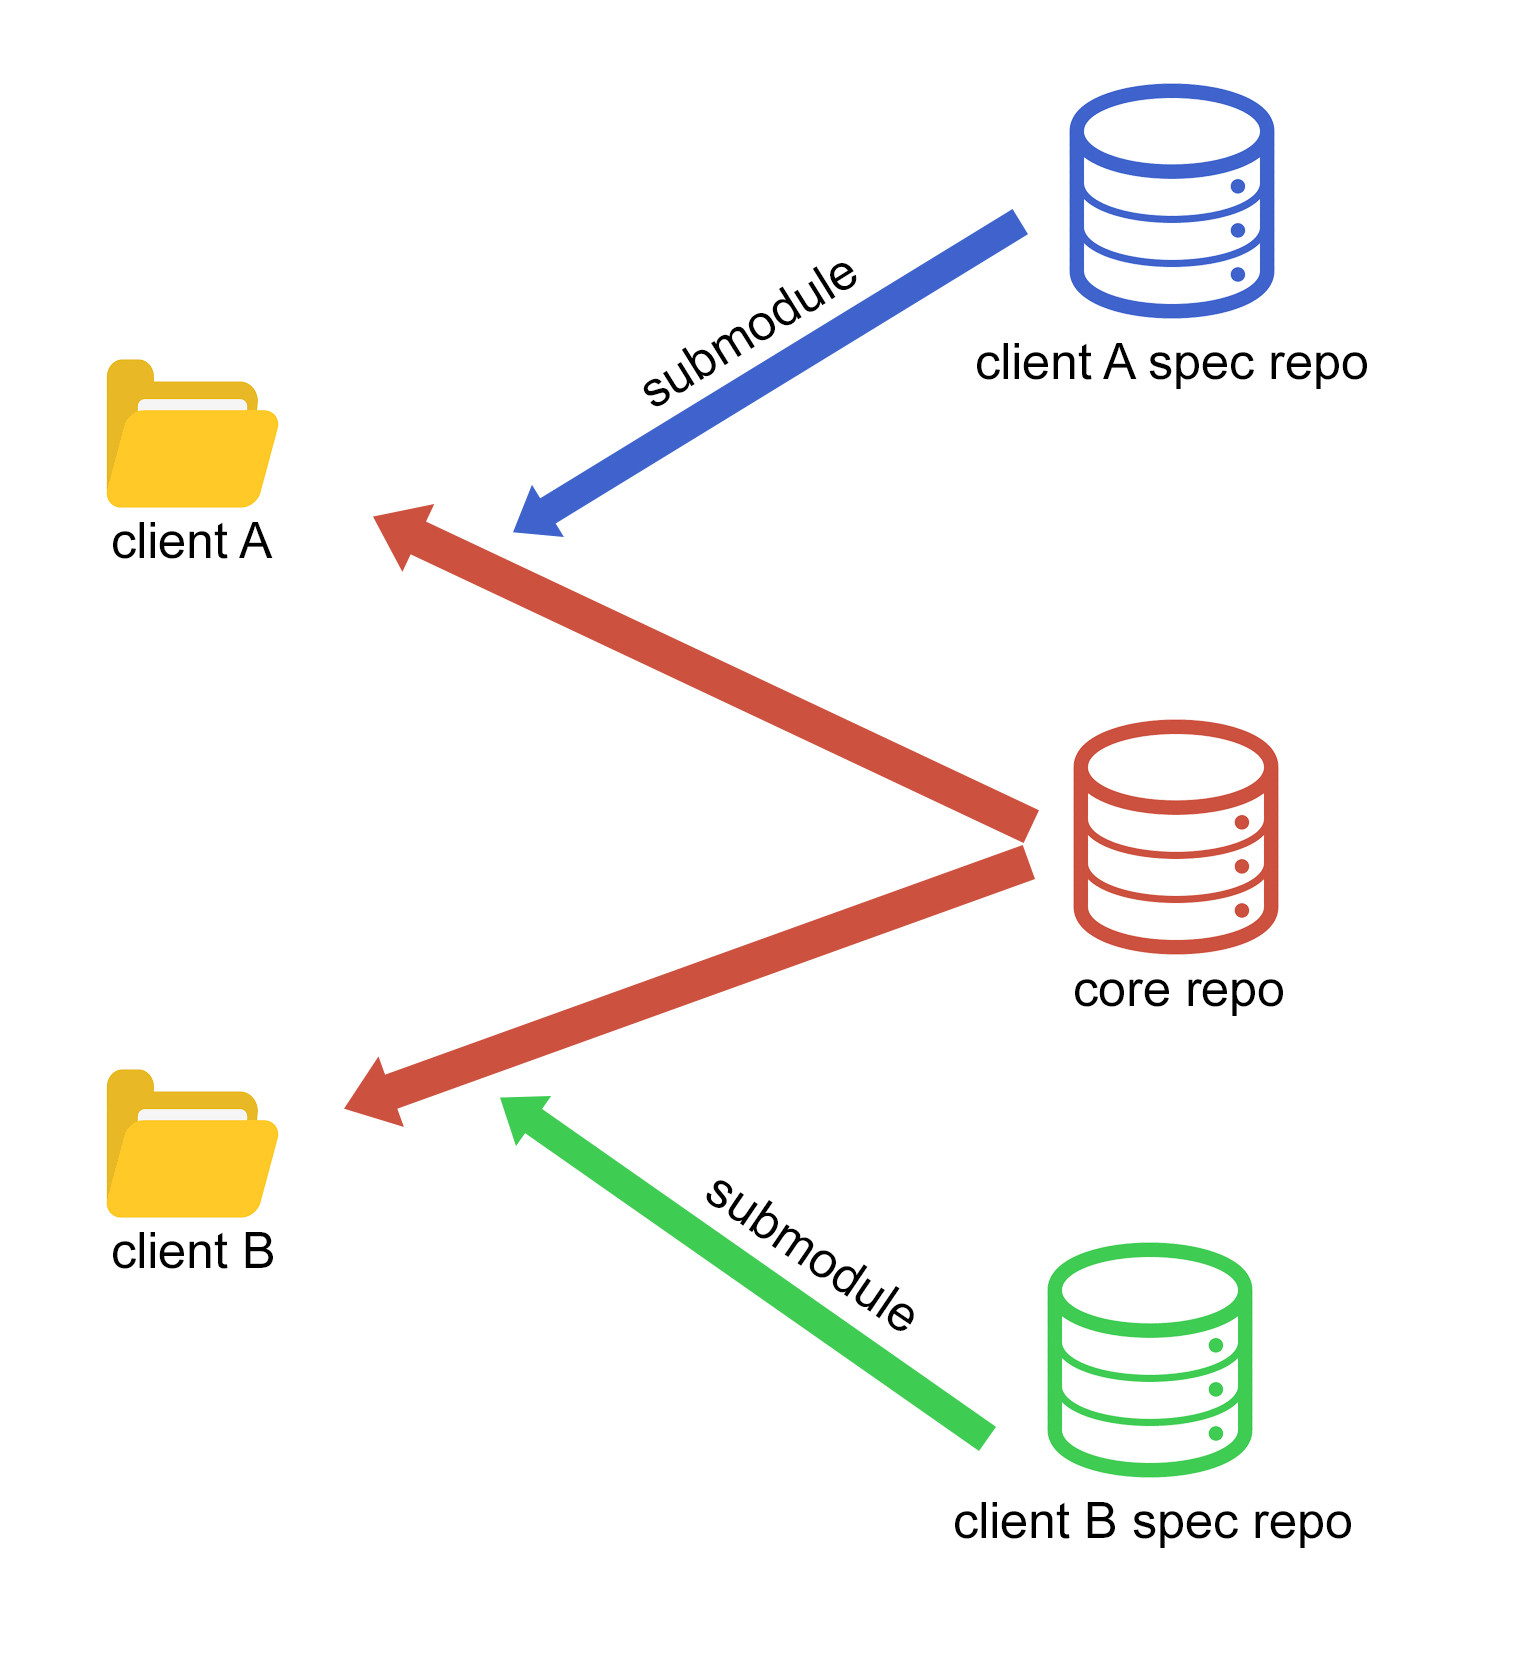 submodule
client A spec repo
client A
core repo
client B
submodule
client B spec repo